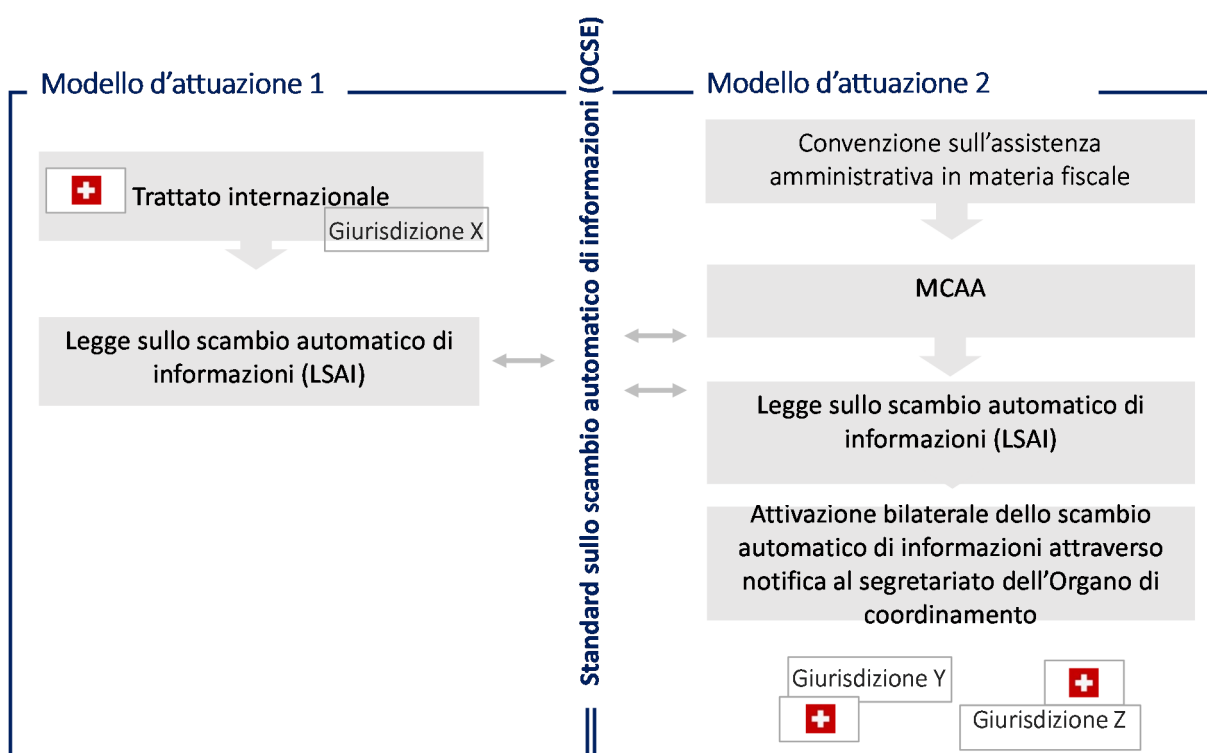 Modello d'attuazione 1
Trattato internazionale
Giurisdizione X
Legge sullo scambio automatico di
informazioni (LSAI)
Standard sullo scambio automatico di informazioni (OCSE)
Modello d'attuazione 2
Convenzione sull'assistenza
amministrativa in materia fiscale
MCAA
Legge sullo scambio automatico di
informazioni (LSAI)
Attivazione bilaterale dello scambio
automatico di informazioni attraverso
notifica al segretariato dell'Organo di
coordinamento
Giurisdizione Y
Giurisdizione Z